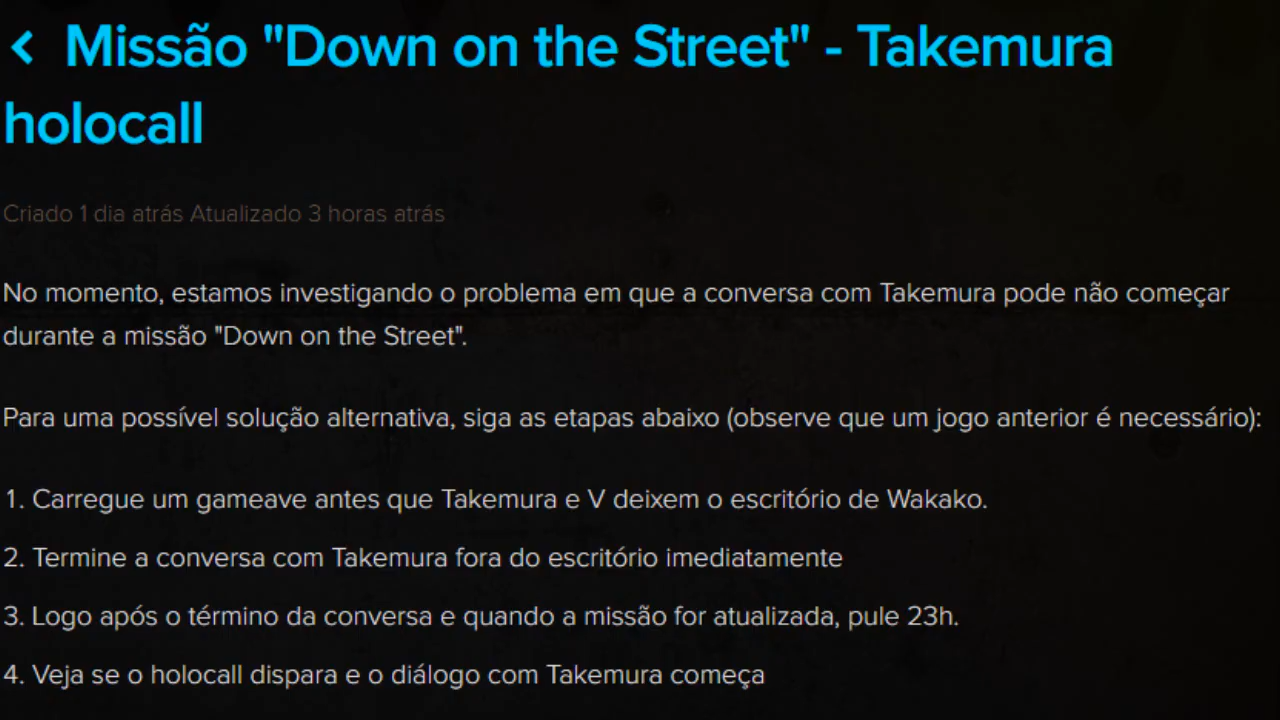 Missão "Down on the Street" - Takemura
holocall
Criado 1 dia atrás Atualizado 3 horas atrás
No momento, estamos investigando o problema em que a conversa com Takemura pode não começar
durante a missão "Down on the Street".
Para uma possível solução alternativa, siga as etapas abaixo (observe que um jogo anterior é necessário):
1. Carregue um gameave antes que Takemura e V deixem o escritório de Wakako.
2. Termine a conversa com Takemura fora do escritório imediatamente
3. Logo após o término da conversa e quando a missão for atualizada, pule 23h.
4. Veja se o holocall dispara e o diálogo com Takemura começa